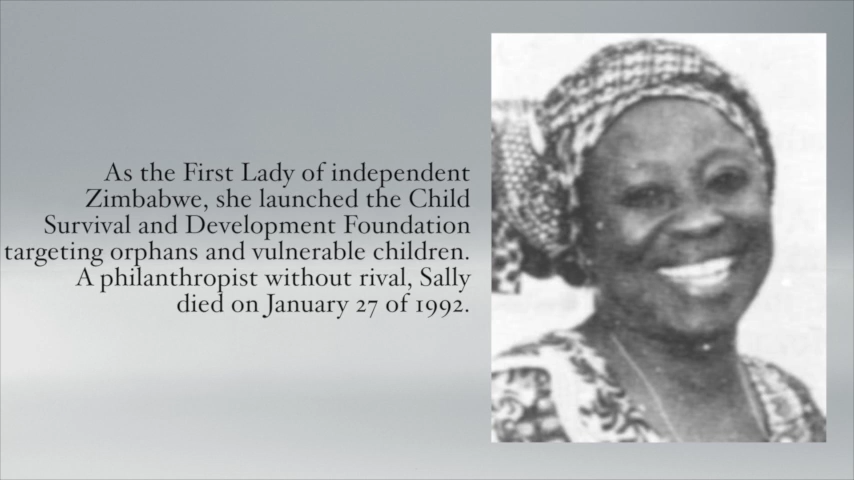 As the First Lady of independent
Zimbabwe, she launched the Child
Survival and Development Foundation
targeting orphans and vulnerable children.
A philanthropist without rival, Sally
died on January 27 of 1992.